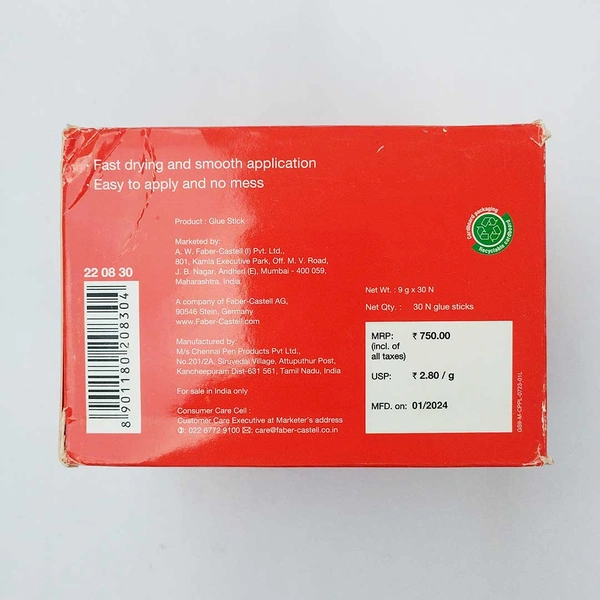 Fast drying and smooth application
Easy to apply and no mess
Product : Glue Stick
Marketed by:
A. W. Faber-Castell (I) Pvt. Ltd.,
801, Kamla Executive Park, Off. M. V. Road,
J. B. Nagar, Andheri (E), Mumbai - 400 059,
Maharashtra, India
A company of Faber-Castell AG,
90546 Stein, Germany
www.Faber-Castell.com
Manufactured by:
M/s Chennai Pen Products Pvt Ltd.,
No.201/2A, Siruvedal Village, Attuputhur Post,
Kancheepuram Dist-631 561, Tamil Nadu, India
For sale in India only
Consumer Care Cell :
Customer Care Executive at Marketer's address
✆: 022 6772 9100 ✉: care@faber-castell.co.in
22 08 30
8 901180 208304
Cardboard packaging
Recyclable cardboard
Net Wt. : 9 g x 30 N
Net Qty. : 30 N glue sticks
MRP: ₹ 750.00
(incl. of
all taxes)
USP: ₹ 2.80 / g
MFD. on: 01/2024
GS9-M-CPPL-0723-01L